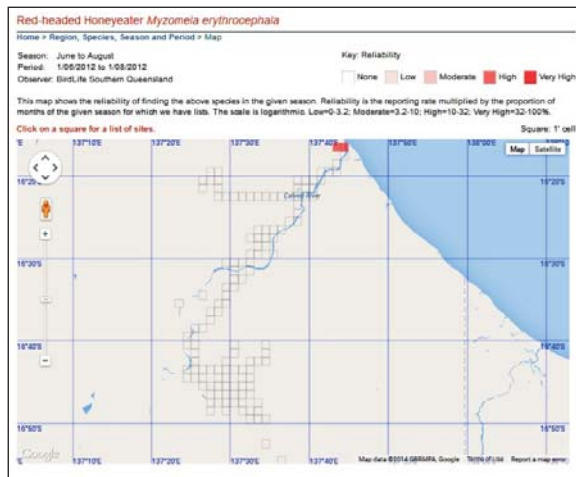 Red-headed Honeyeater Myzomela erythrocephala
Home > Region, Species, Season and Period > Map
Season: June to August
Period: 1/06/2012 to 1/08/2012
Observer: BirdLife Southern Queensland
Key: Reliability
None Low Moderate High Very High
This map shows the reliability of finding the above species in the given season. Reliability is the reporting rate multiplied by the proportion of
months of the given season for which we have lists. The scale is logarithmic. Low=0-3.2; Moderate=3.2-10; High=10-32; Very High=32-100%.
Click on a square for a list of sites.
Square: 1' cell
137°10'E 137°20'E 137°30'E 137°40'E 137°50'E 138°00'E
Map Satellite
16°20'S
Calvert River
16°30'S 16°30'S
16°40'S 16°40'S
16°50'S 16°50'S
Google
Map data ©2014 GBRMPA, Google Terms of Use Report a map error
137°10'E 137°20'E 137°30'E 137°40'E